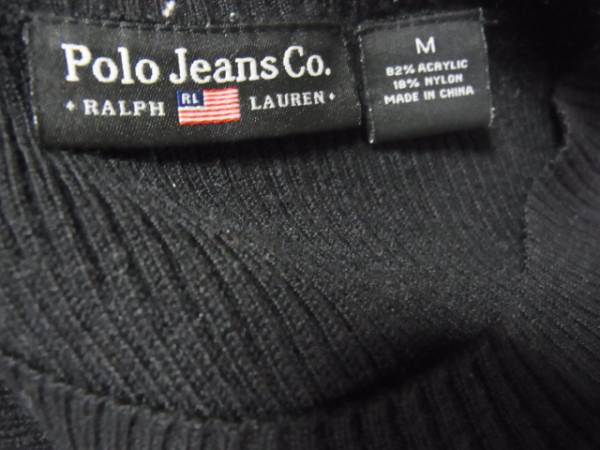 Polo Jeans Co.
• RALPH RL LAUREN •
M
82% ACRYLIC
18% NYLON
MADE IN CHINA